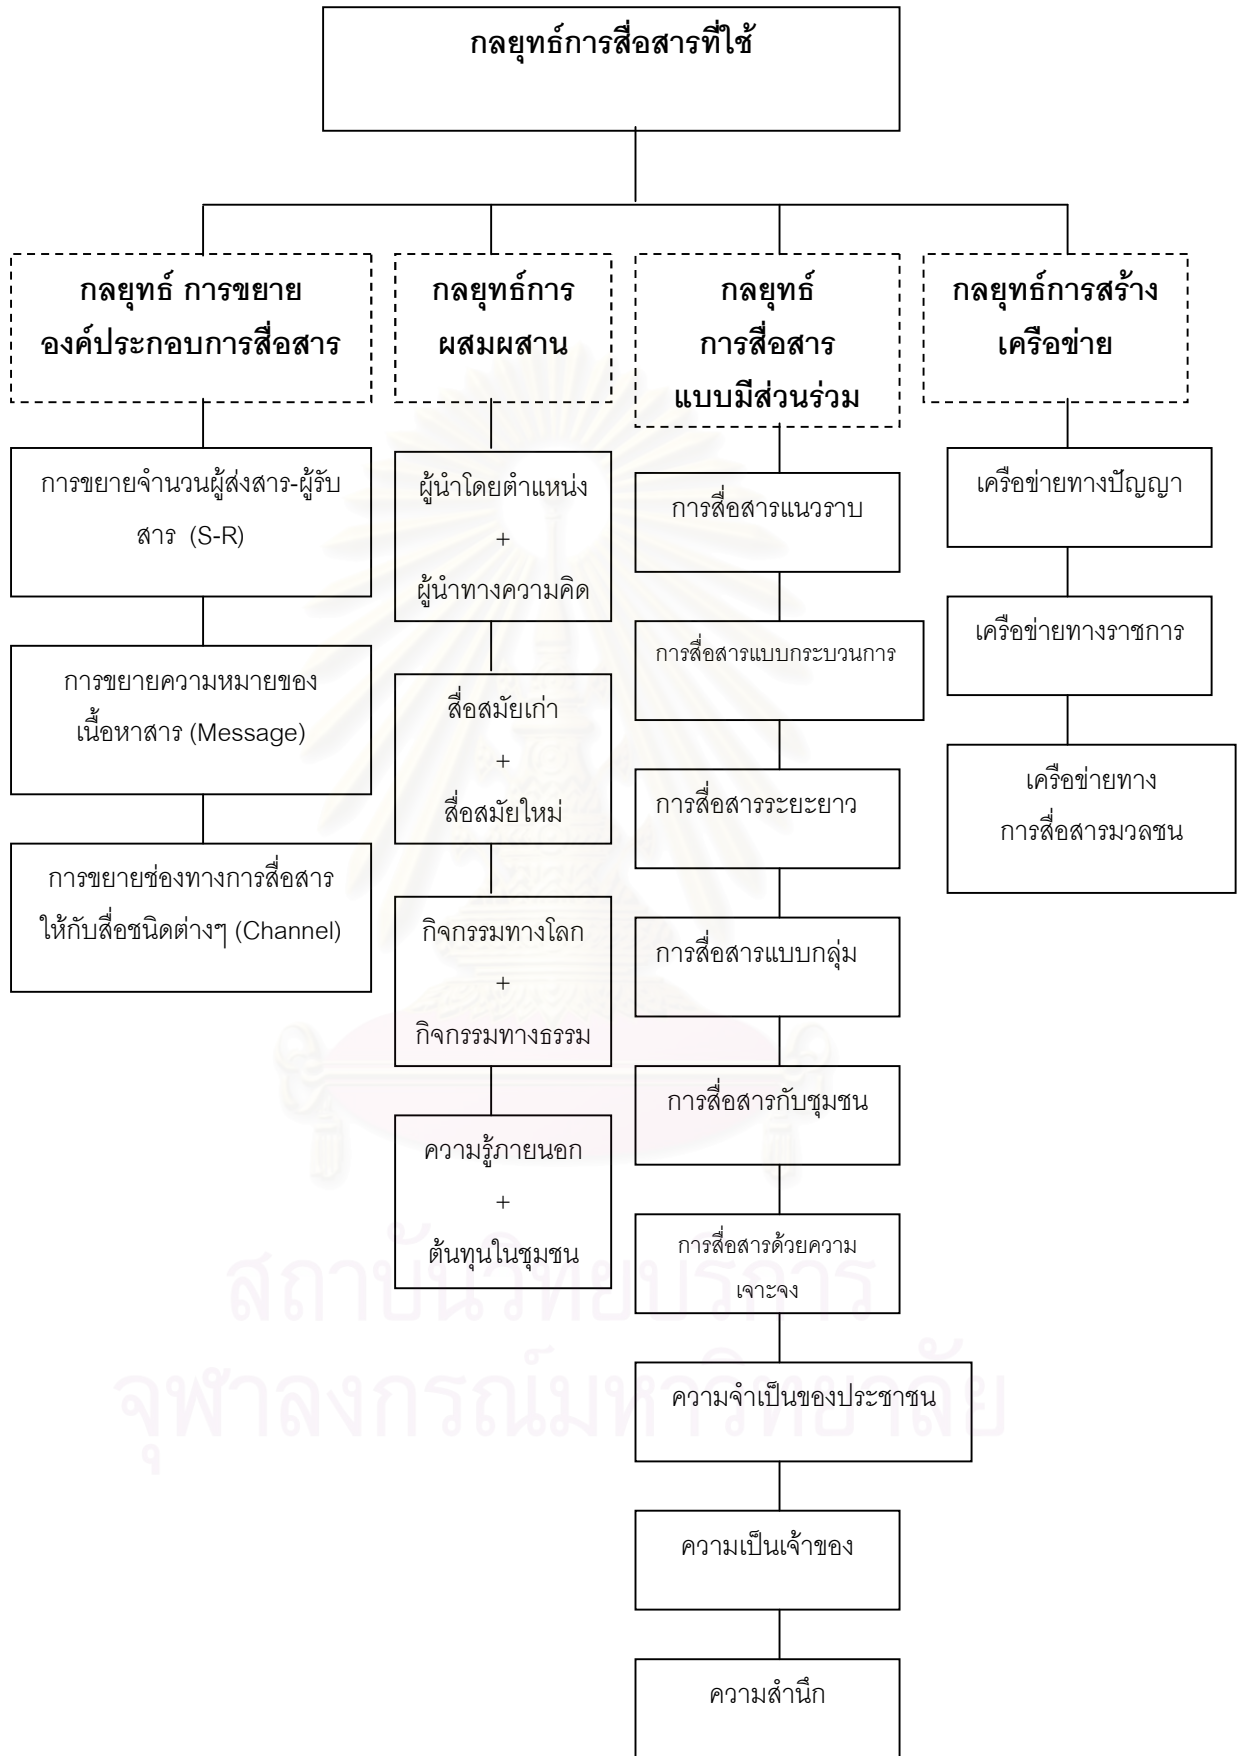 กลยุทธ์การสื่อสารที่ใช้
กลยุทธ์ การขยาย
องค์ประกอบการสื่อสาร
การขยายจำนวนผู้ส่งสาร-ผู้รับ
สาร (S-R)
การขยายความหมายของ
เนื้อหาสาร (Message)
การขยายช่องทางการสื่อสาร
ให้กับสื่อชนิดต่างๆ (Channel)
กลยุทธ์การ
ผสมผสาน
ผู้นำโดยตำแหน่ง
+
ผู้นำทางความคิด
สื่อสมัยเก่า
+
สื่อสมัยใหม่
กิจกรรมทางโลก
+
กิจกรรมทางธรรม
ความรู้ภายนอก
+
ต้นทุนในชุมชน
กลยุทธ์
การสื่อสาร
แบบมีส่วนร่วม
การสื่อสารแนวราบ
การสื่อสารแบบกระบวนการ
การสื่อสารระยะยาว
การสื่อสารแบบกลุ่ม
การสื่อสารกับชุมชน
การสื่อสารด้วยความ
เจาะจง
ความจำเป็นของประชาชน
ความเป็นเจ้าของ
ความสำนึก
กลยุทธ์การสร้าง
เครือข่าย
เครือข่ายทางปัญญา
เครือข่ายทางราชการ
เครือข่ายทาง
การสื่อสารมวลชน
สถาบันวิทยบริการ
จุฬาลงกรณ์มหาวิทยาลัย